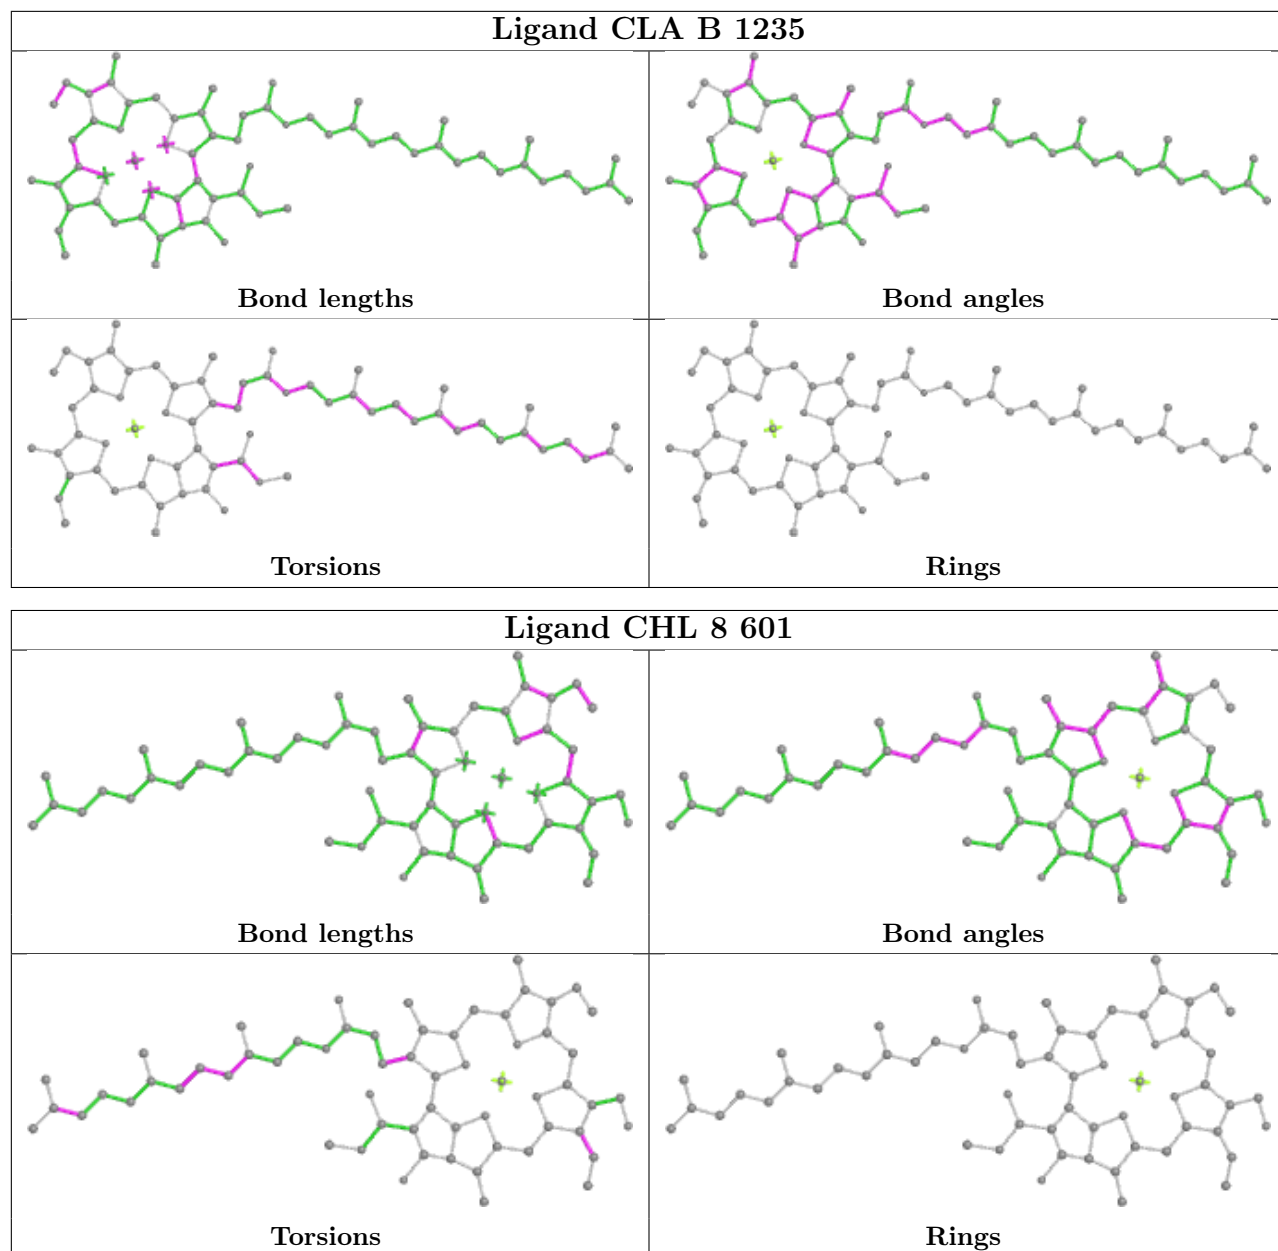 Ligand CLA B 1235
Bond lengths
Bond angles
Torsions
Rings
Ligand CHL 8 601
Bond lengths
Bond angles
Torsions
Rings